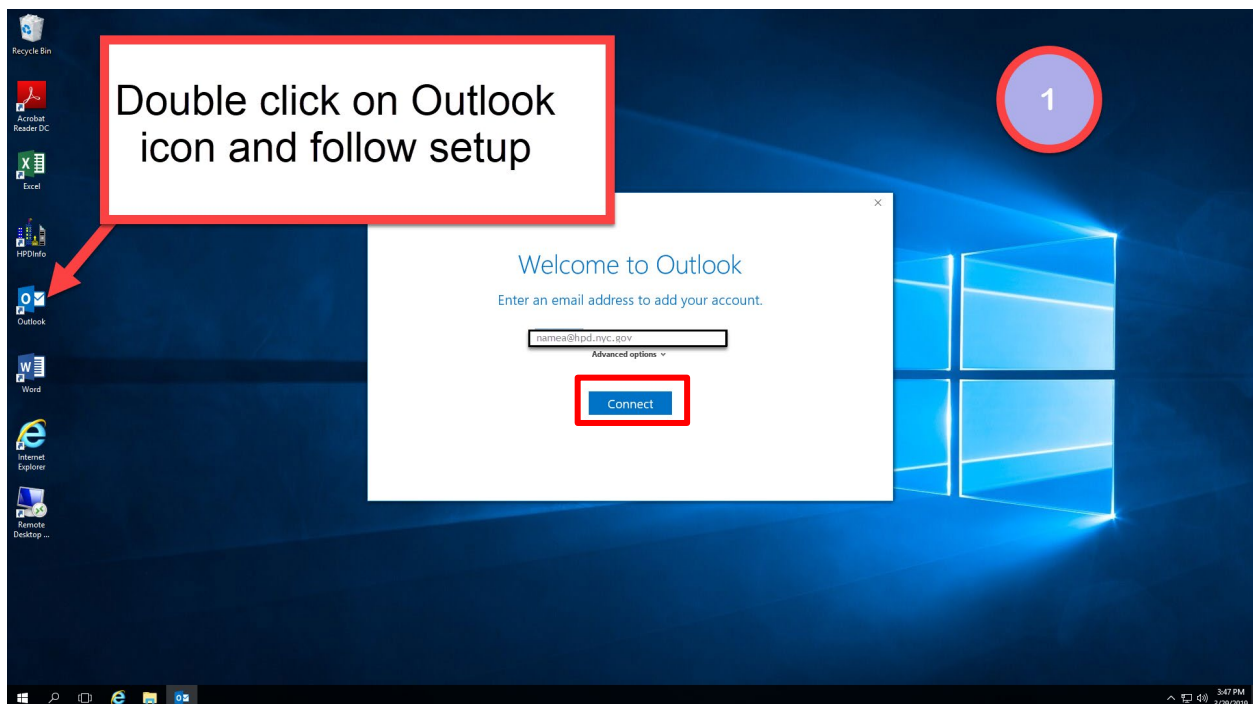 Recycle Bin
Acrobat
Reader DC
Excel
HPDInfo
Outlook
Word
Internet
Explorer
Remote
Desktop ...
Double click on Outlook
icon and follow setup
1
Welcome to Outlook
Enter an email address to add your account.
namea@hpd.nyc.gov
Advanced options
Connect
3:47 PM